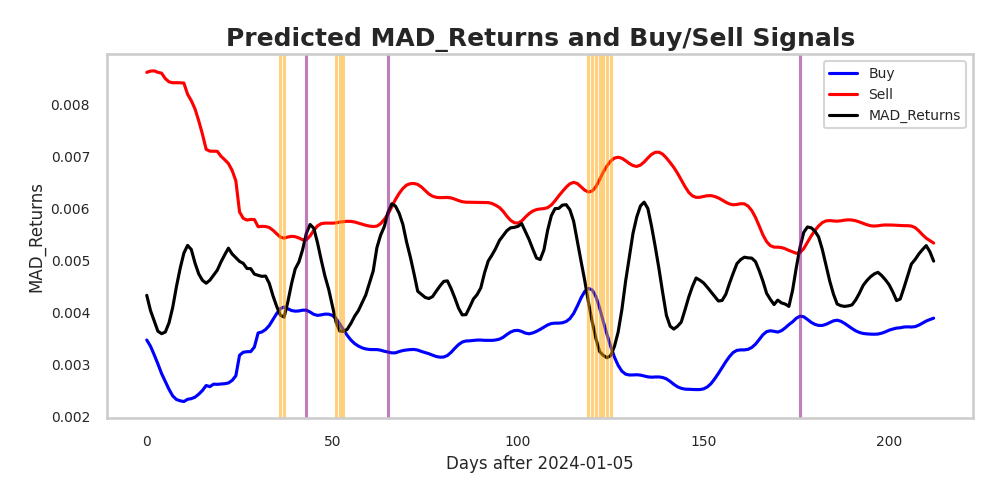 Predicted MAD_Returns and Buy/Sell Signals
Buy
Sell
MAD_Returns
MAD_Returns
0.008
0.007
0.006
0.005
0.004
0.003
0.002
0 50 100 150 200
Days after 2024-01-05